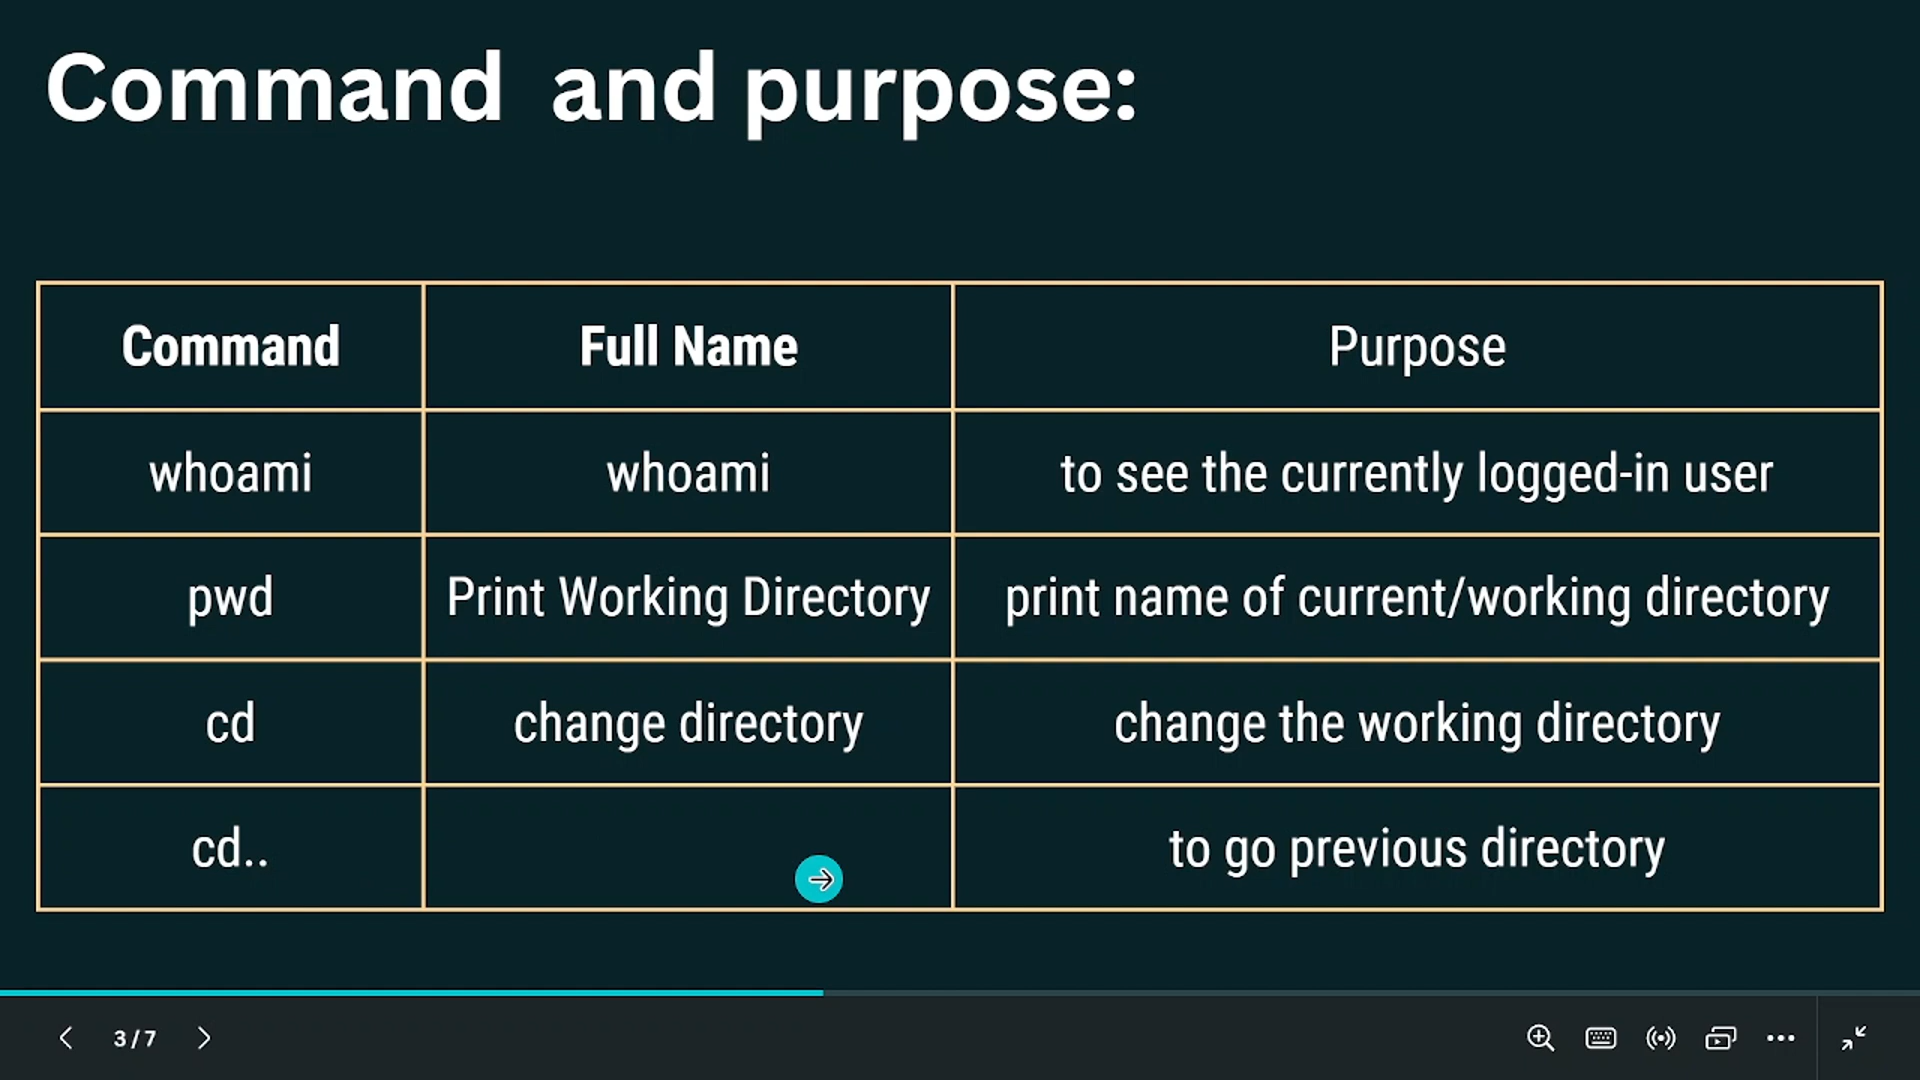 Command and purpose:
Command Full Name Purpose
whoami whoami to see the currently logged-in user
pwd Print Working Directory print name of current/working directory
cd change directory change the working directory
cd.. to go previous directory
3 / 7